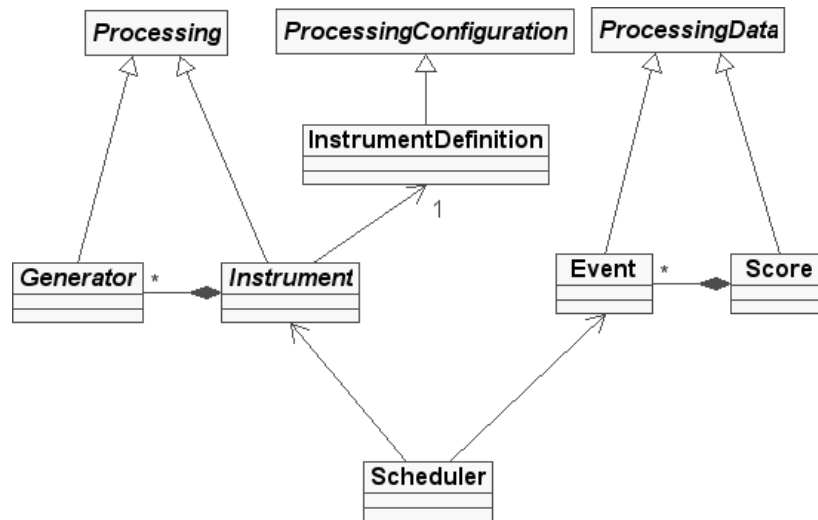 Processing
ProcessingConfiguration
ProcessingData
InstrumentDefinition
1
Generator
*
Instrument
Event
*
Score
Scheduler